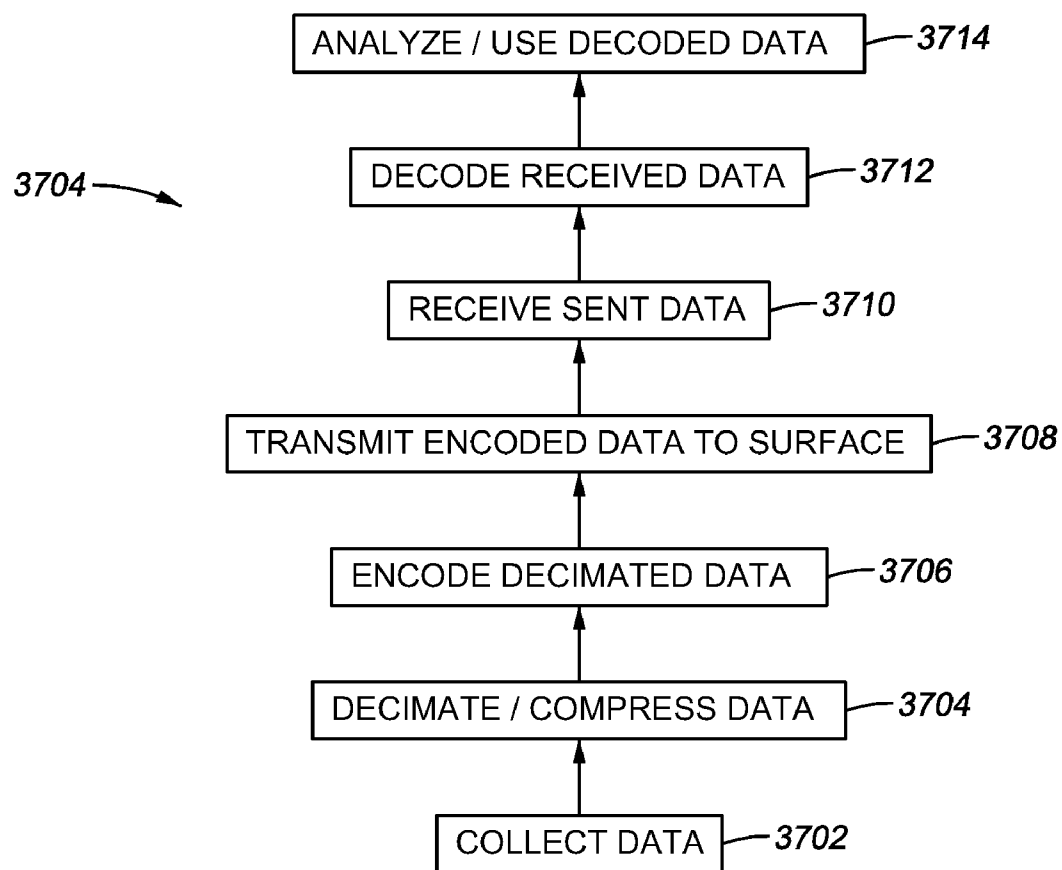 ANALYZE / USE DECODED DATA 3714
DECODE RECEIVED DATA 3712
3704
RECEIVE SENT DATA 3710
TRANSMIT ENCODED DATA TO SURFACE 3708
ENCODE DECIMATED DATA 3706
DECIMATE / COMPRESS DATA 3704
COLLECT DATA 3702